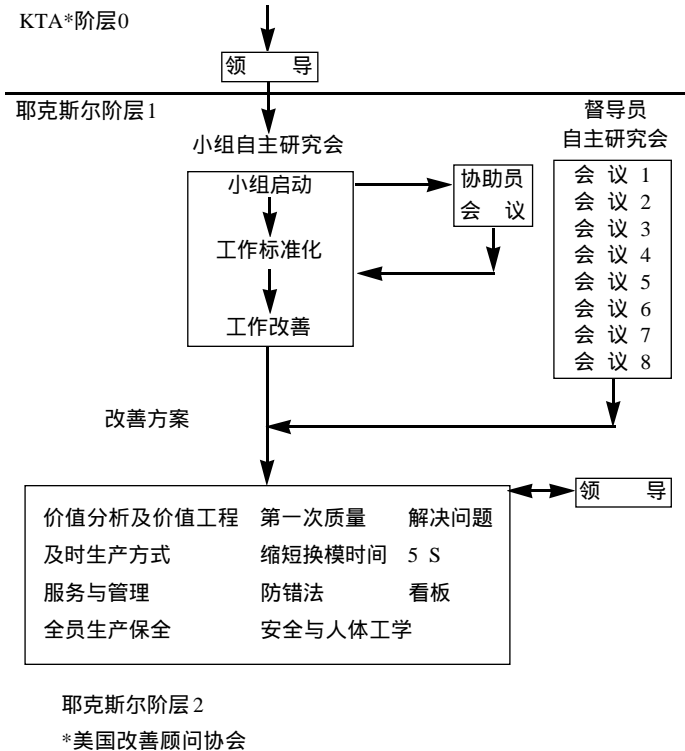 KTA*阶层0
领 导
耶克斯尔阶层1
小组自主研究会
小组启动
工作标准化
工作改善
协助员
会 议
督导员
自主研究会
会 议 1
会 议 2
会 议 3
会 议 4
会 议 5
会 议 6
会 议 7
会 议 8
改善方案
领 导
价值分析及价值工程 第一次质量 解决问题
及时生产方式 缩短换模时间 5 S
服务与管理 防错法 看板
全员生产保全 安全与人体工学
耶克斯尔阶层2
*美国改善顾问协会